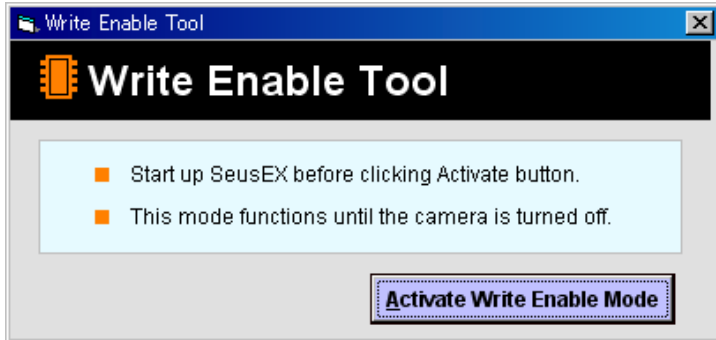 Write Enable Tool
Write Enable Tool
Start up SeusEX before clicking Activate button.
This mode functions until the camera is turned off.
Activate Write Enable Mode